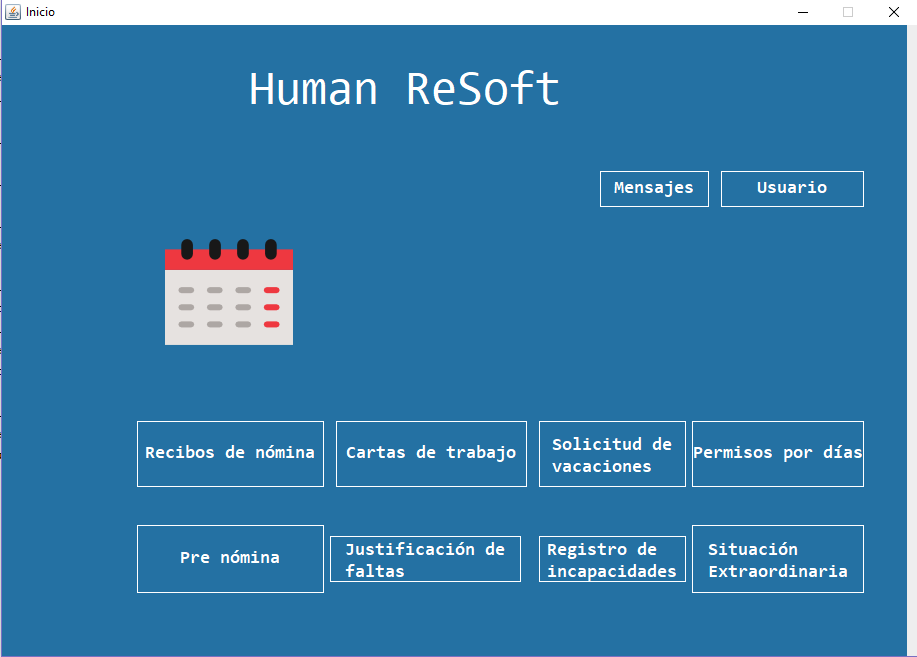 Inicio
Human ReSoft
Mensajes
Usuario
Recibos de nómina
Cartas de trabajo
Solicitud de
vacaciones
Permisos por días
Pre nómina
Justificación de
faltas
Registro de
incapacidades
Situación
Extraordinaria